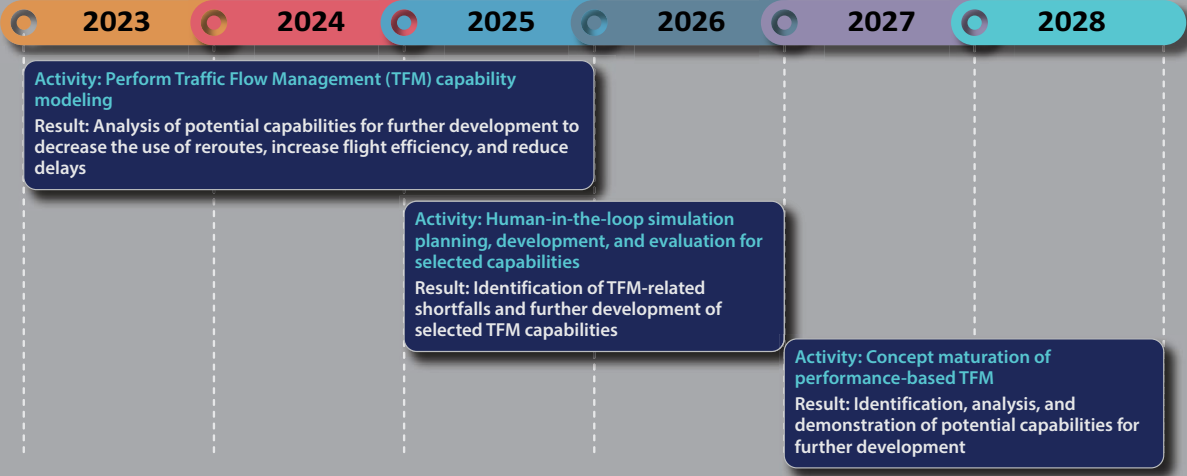 2023 2024 2025 2026 2027 2028
Activity: Perform Traffic Flow Management (TFM) capability
modeling
Result: Analysis of potential capabilities for further development to
decrease the use of reroutes, increase flight efficiency, and reduce
delays
Activity: Human-in-the-loop simulation
planning, development, and evaluation for
selected capabilities
Result: Identification of TFM-related
shortfalls and further development of
selected TFM capabilities
Activity: Concept maturation of
performance-based TFM
Result: Identification, analysis, and
demonstration of potential capabilities for
further development